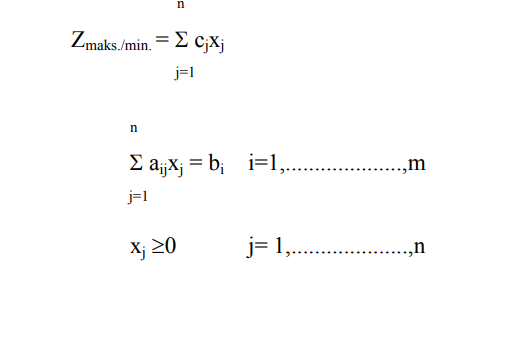 n
Zmaks./min. = Σ cjxj
j=1
n
Σ aijxj = bi i=1,....................,m
j=1
xj ≥0 j= 1,....................,n